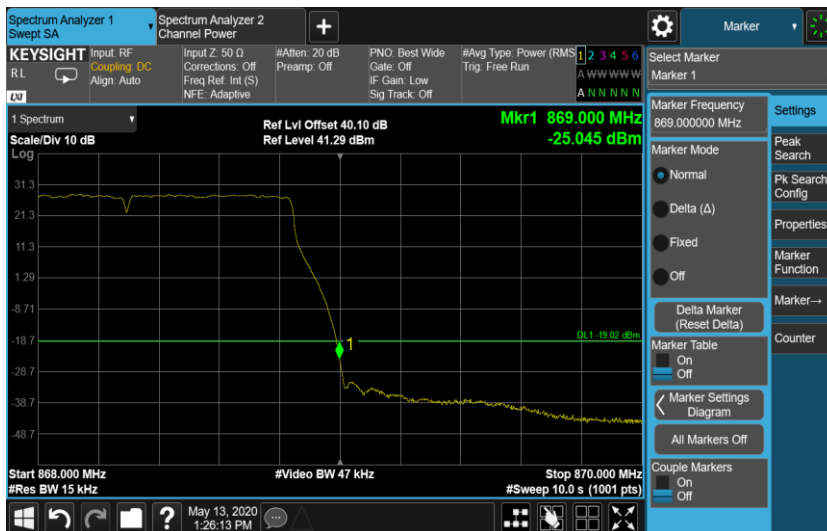 Spectrum Analyzer 1
Swept SA
Spectrum Analyzer 2
Channel Power
Marker
KEYSIGHT
R L
LXI
Input: RF
Coupling: DC
Align: Auto
Input Z: 50 Ω
Corrections: Off
Freq Ref: Int (S)
NFE: Adaptive
#Atten: 20 dB
Preamp: Off
PNO: Best Wide
Gate: Off
IF Gain: Low
Sig Track: Off
#Avg Type: Power (RMS
Trig: Free Run
1 2 3 4 5 6
A W W W W W
A N N N N N
Select Marker
Marker 1
1 Spectrum
Scale/Div 10 dB
Log
Ref Lvl Offset 40.10 dB
Ref Level 41.29 dBm
Mkr1 869.000 MHz
-25.045 dBm
31.3
21.3
11.3
1.29
-8.71
-18.7
-28.7
-38.7
-48.7
DL1 -19.02 dBm
1
Start 868.000 MHz
#Res BW 15 kHz
#Video BW 47 kHz
Stop 870.000 MHz
#Sweep 10.0 s (1001 pts)
Marker Frequency
869.000000 MHz
Marker Mode
Normal
Delta (Δ)
Fixed
Off
Delta Marker
(Reset Delta)
Marker Table
On
Off
Marker Settings
Diagram
All Markers Off
Couple Markers
On
Off
Settings
Peak
Search
Pk Search
Config
Properties
Marker
Function
Marker→
Counter
?
May 13, 2020
1:26:13 PM